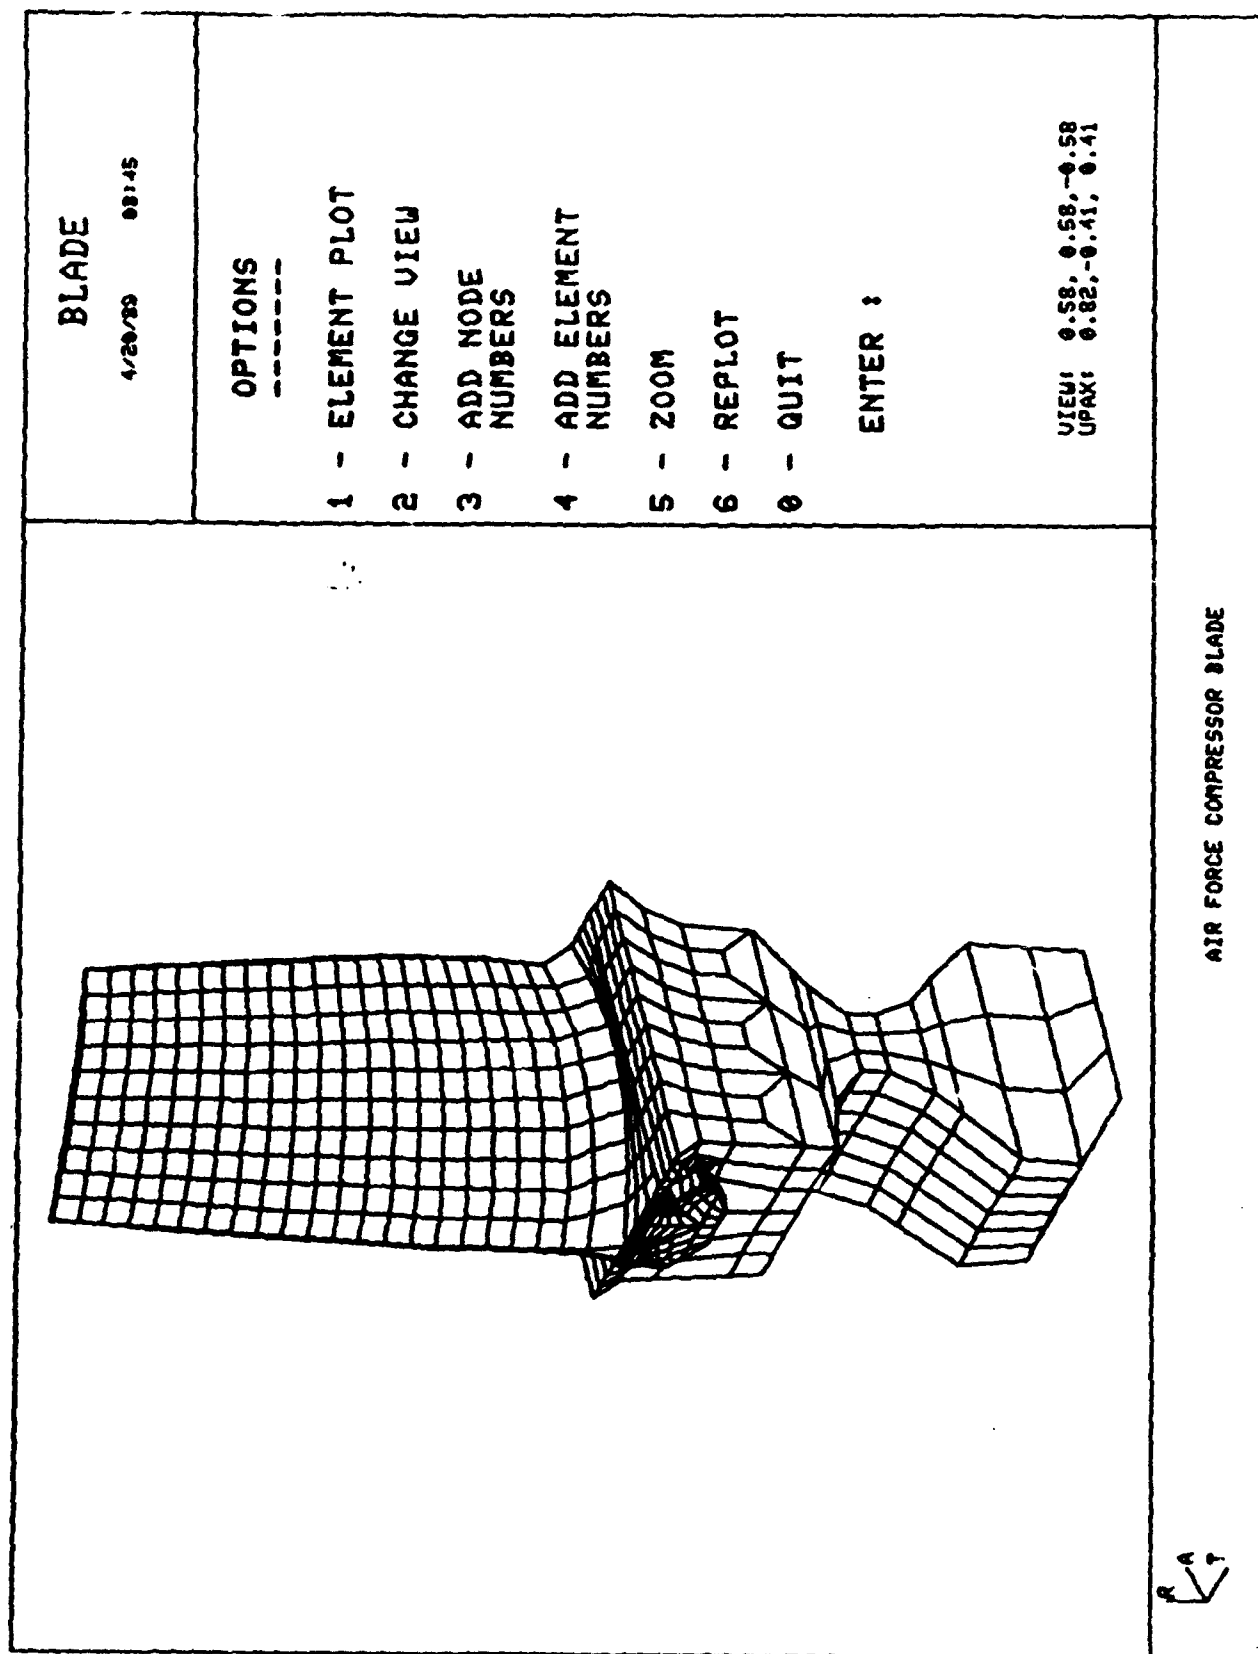 BLADE
4/20/89 08:45
OPTIONS
-------
1 - ELEMENT PLOT
2 - CHANGE VIEW
3 - ADD NODE
NUMBERS
4 - ADD ELEMENT
NUMBERS
5 - ZOOM
6 - REPLOT
0 - QUIT
ENTER :
VIEW: 0.58, 0.58,-0.58
UPAX: 0.82,-0.41, 0.41
R
A
T
AIR FORCE COMPRESSOR BLADE